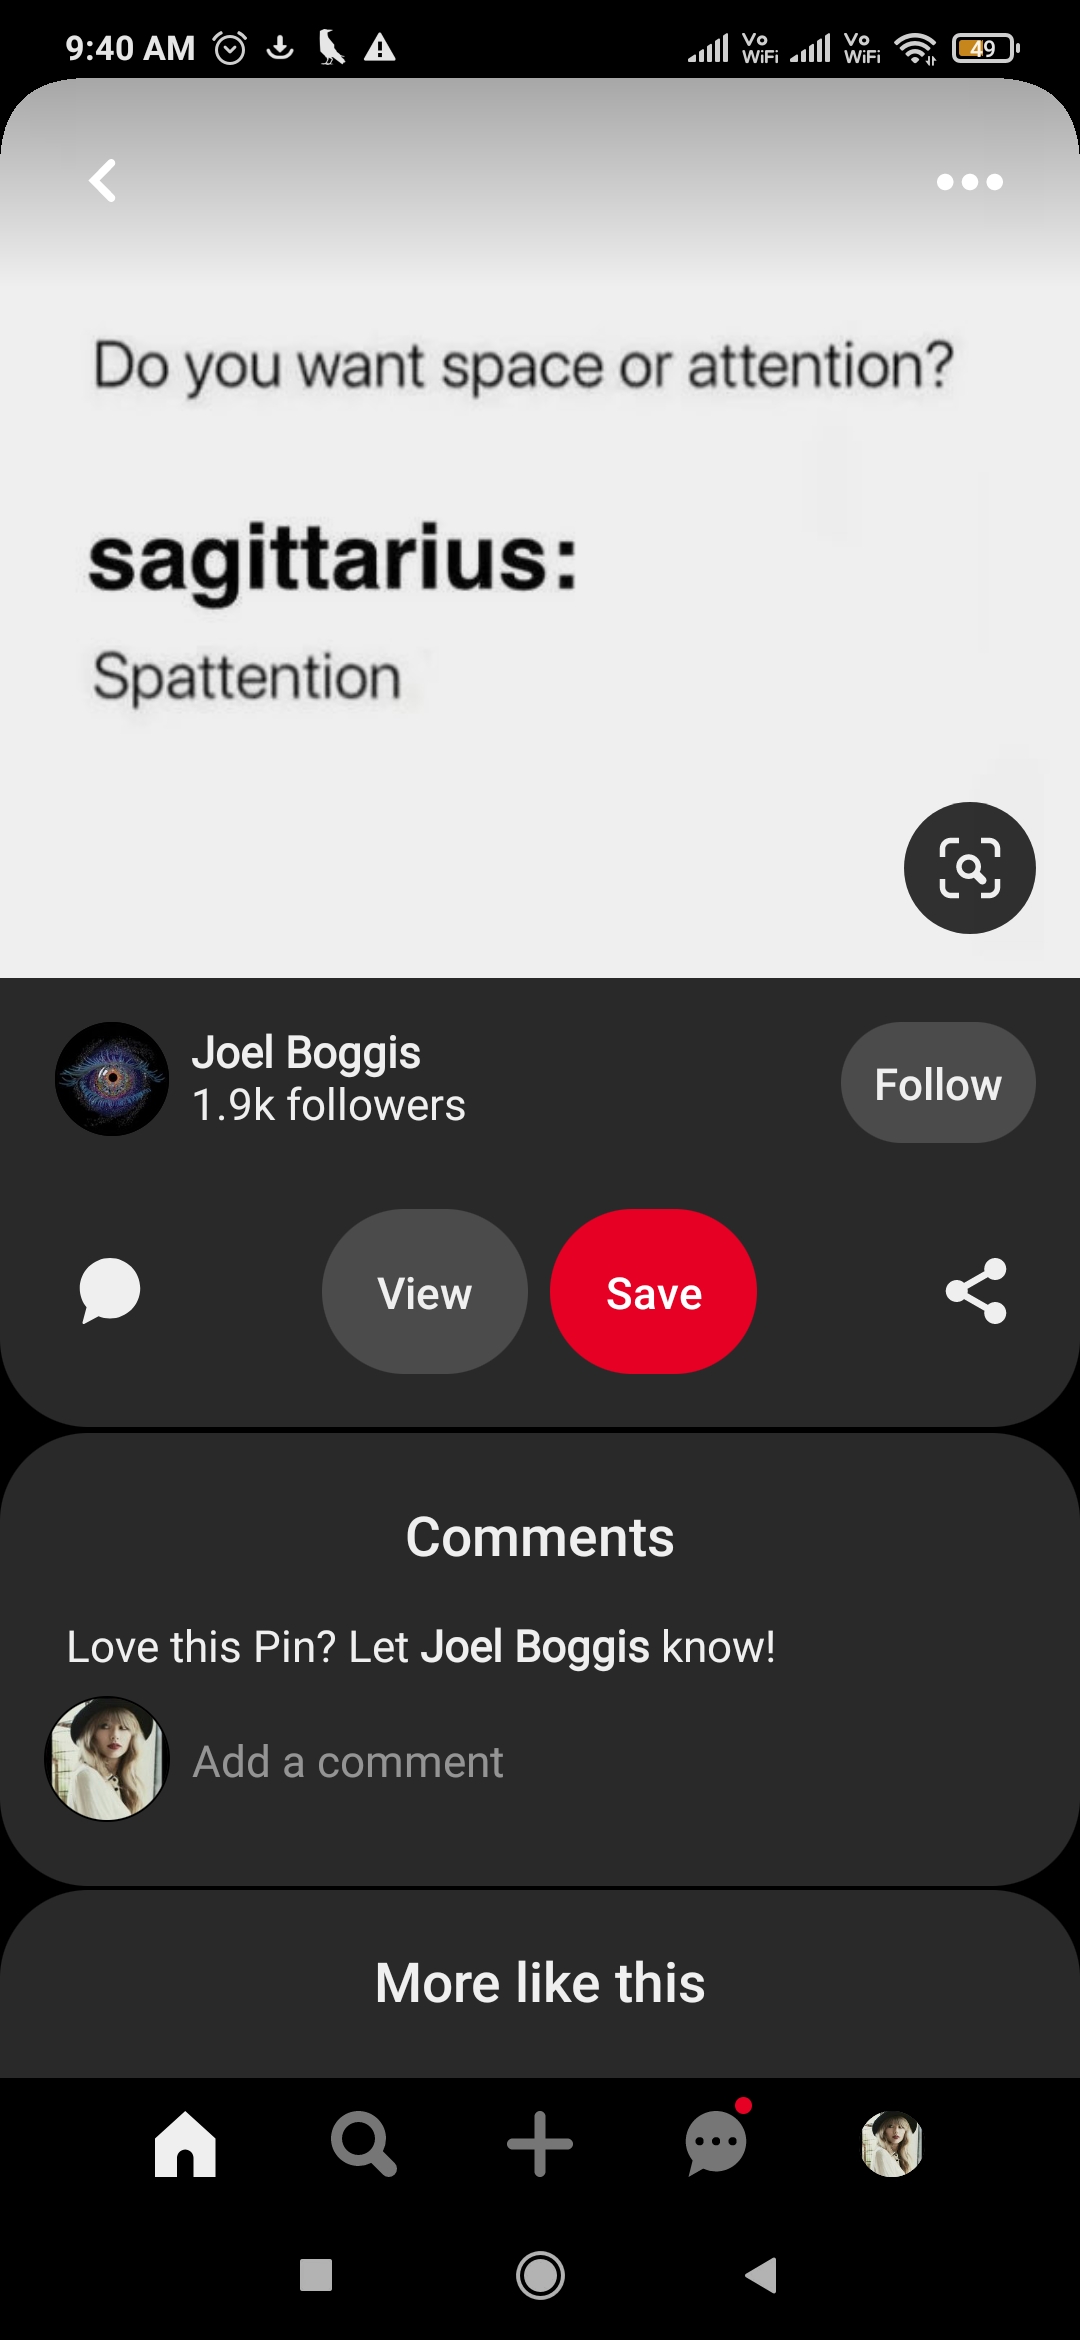 9:40 AM
Vo WiFi
Vo WiFi
49
Do you want space or attention?
sagittarius:
Spattention
Joel Boggis
1.9k followers
Follow
View
Save
Comments
Love this Pin? Let Joel Boggis know!
Add a comment
More like this